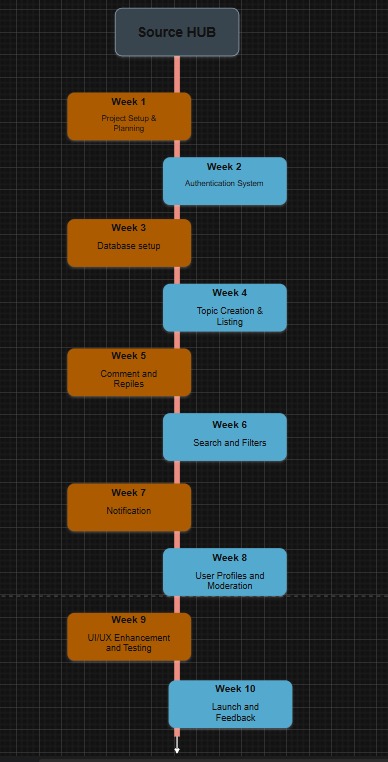 Source HUB
Week 1
Project Setup &
Planning
Week 2
Authentication System
Week 3
Database setup
Week 4
Topic Creation &
Listing
Week 5
Comment and
Repiles
Week 6
Search and Filters
Week 7
Notification
Week 8
User Profiles and
Moderation
Week 9
UI/UX Enhancement
and Testing
Week 10
Launch and
Feedback